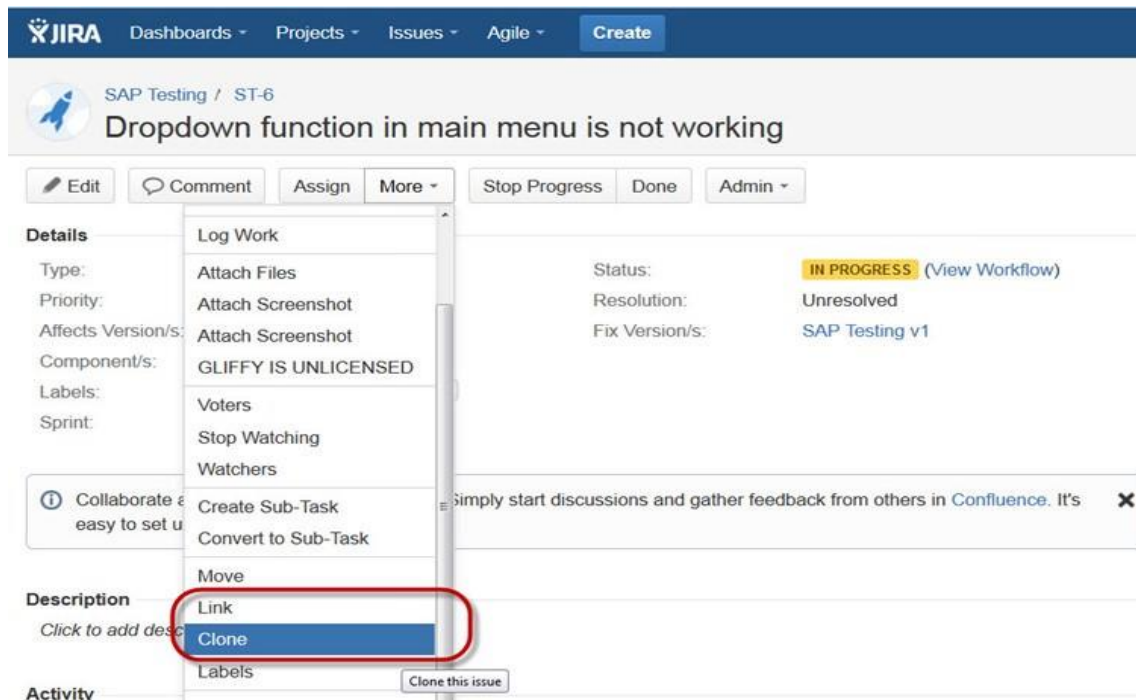 JIRA Dashboards Projects Issues Agile Create
SAP Testing / ST-6
Dropdown function in main menu is not working
Edit Comment Assign More Stop Progress Done Admin
Details
Type:
Priority:
Affects Version/s:
Component/s:
Labels:
Sprint:
Log Work
Attach Files
Attach Screenshot
Attach Screenshot
GLIFFY IS UNLICENSED
Voters
Stop Watching
Watchers
Create Sub-Task
Convert to Sub-Task
Move
Link
Clone
Labels
Clone this issue
Status: IN PROGRESS (View Workflow)
Resolution: Unresolved
Fix Version/s: SAP Testing v1
Collaborate Simply start discussions and gather feedback from others in Confluence. It's
easy to set u
Description
Click to add desc
Activity